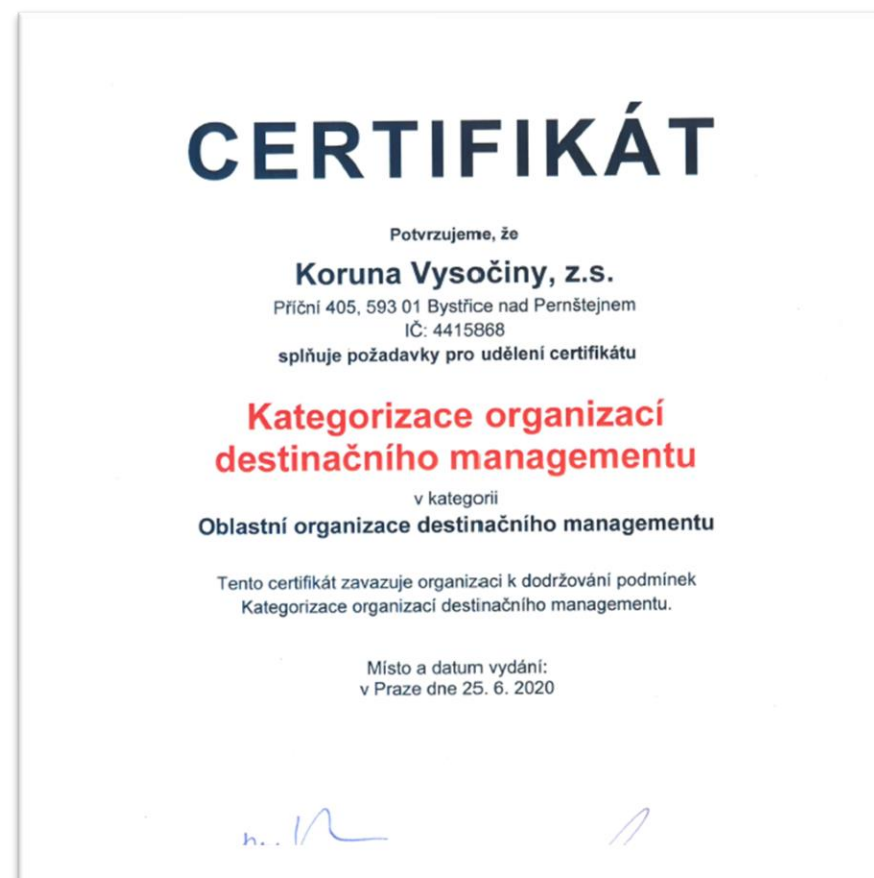 CERTIFIKÁT
Potvrzujeme, že
Koruna Vysočiny, z.s.
Příční 405, 593 01 Bystřice nad Pernštejnem
IČ: 4415868
splňuje požadavky pro udělení certifikátu
Kategorizace organizací
destinačního managementu
v kategorii
Oblastní organizace destinačního managementu
Tento certifikát zavazuje organizaci k dodržování podmínek
Kategorizace organizací destinačního managementu.
Místo a datum vydání:
v Praze dne 25. 6. 2020